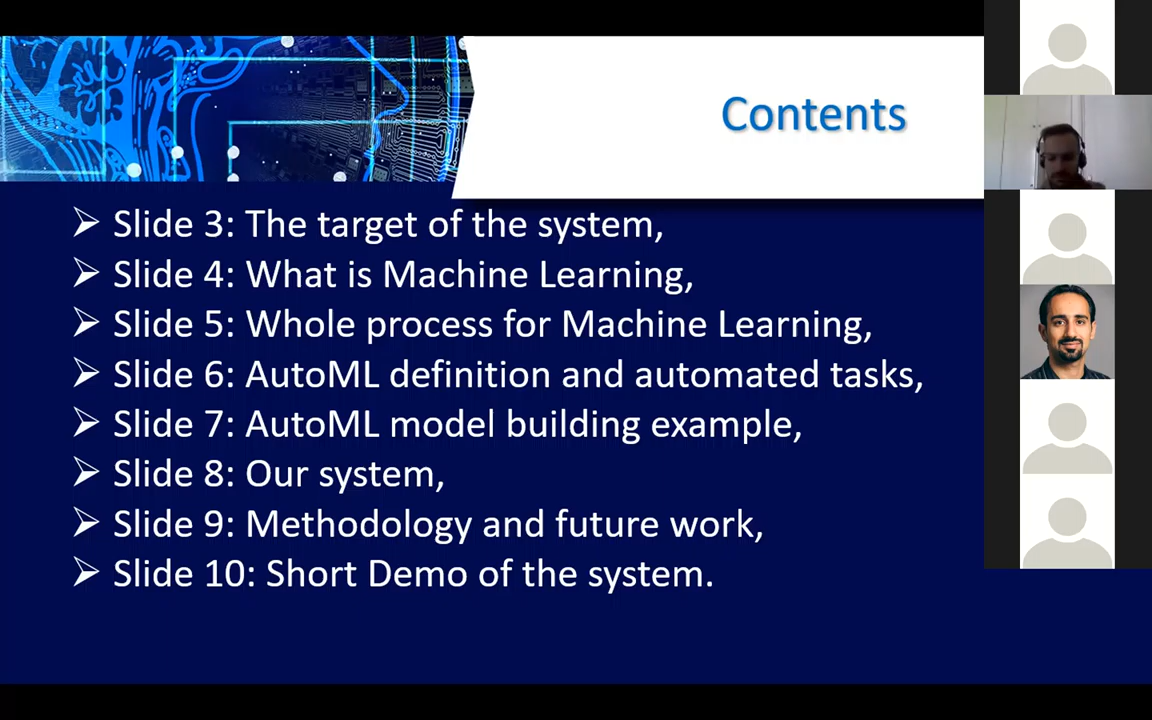 Contents
Slide 3: The target of the system,
Slide 4: What is Machine Learning,
Slide 5: Whole process for Machine Learning,
Slide 6: AutoML definition and automated tasks,
Slide 7: AutoML model building example,
Slide 8: Our system,
Slide 9: Methodology and future work,
Slide 10: Short Demo of the system.